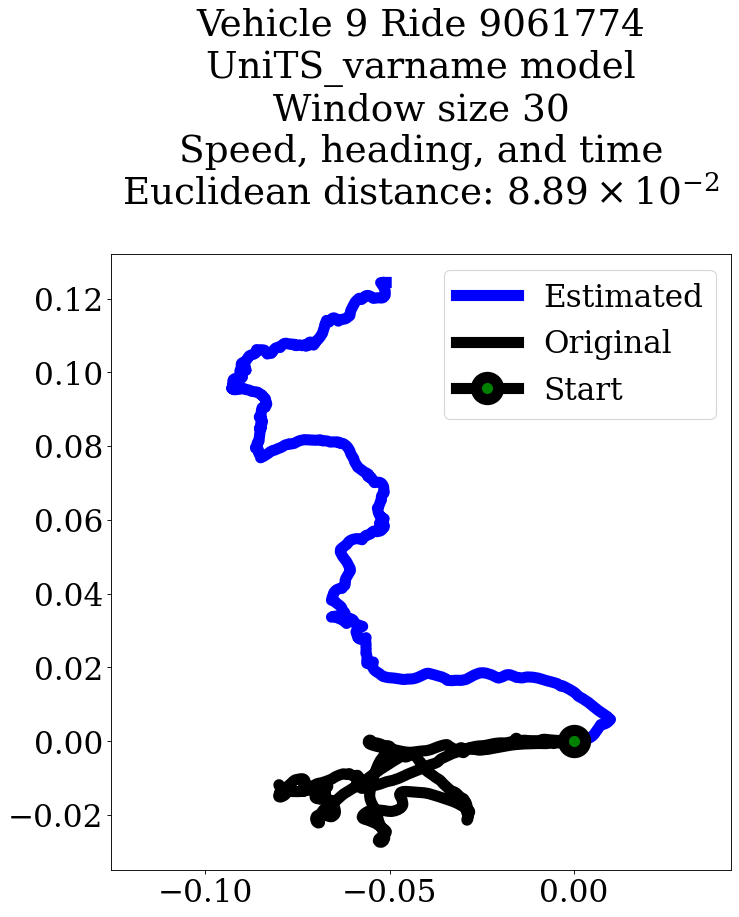 Vehicle 9 Ride 9061774
UniTS_varname model
Window size 30
Speed, heading, and time
Euclidean distance: 8.89 × 10⁻²
Estimated
Original
Start
0.12
0.10
0.08
0.06
0.04
0.02
0.00
−0.02
−0.10
−0.05
0.00